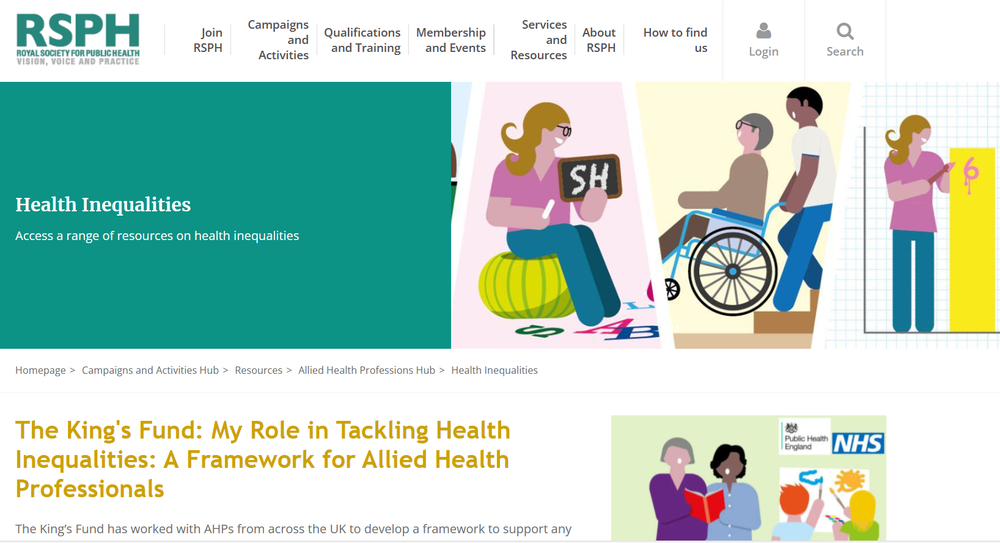 RSPH
ROYAL SOCIETY FOR PUBLIC HEALTH
VISION, VOICE AND PRACTICE
Join
RSPH
Campaigns
and
Activities
Qualifications
and Training
Membership
and Events
Services
and
Resources
About
RSPH
How to find
us
Login
Search
Health Inequalities
Access a range of resources on health inequalities
SH
6
S
A
B
L
Homepage > Campaigns and Activities Hub > Resources > Allied Health Professions Hub > Health Inequalities
The King's Fund: My Role in Tackling Health
Inequalities: A Framework for Allied Health
Professionals
The King’s Fund has worked with AHPs from across the UK to develop a framework to support any
Public Health
England
NHS